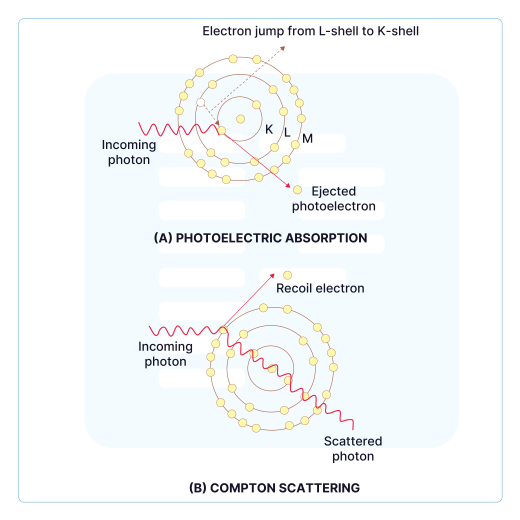 Electron jump from L-shell to K-shell
K
L
M
Incoming
photon
Ejected
photoelectron
(A) PHOTOELECTRIC ABSORPTION
Recoil electron
Incoming
photon
Scattered
photon
(B) COMPTON SCATTERING